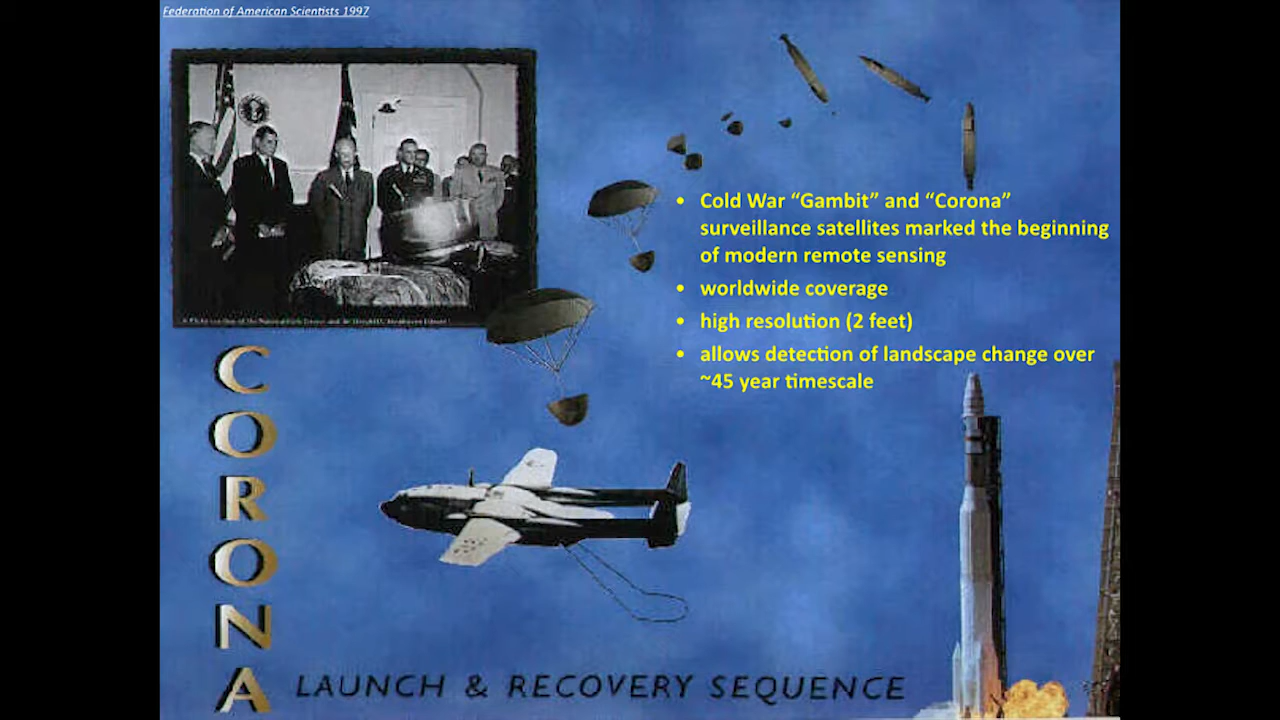 Federation of American Scientists 1997
• Cold War “Gambit” and “Corona”
surveillance satellites marked the beginning
of modern remote sensing
• worldwide coverage
• high resolution (2 feet)
• allows detection of landscape change over
~45 year timescale
CORONA
LAUNCH & RECOVERY SEQUENCE